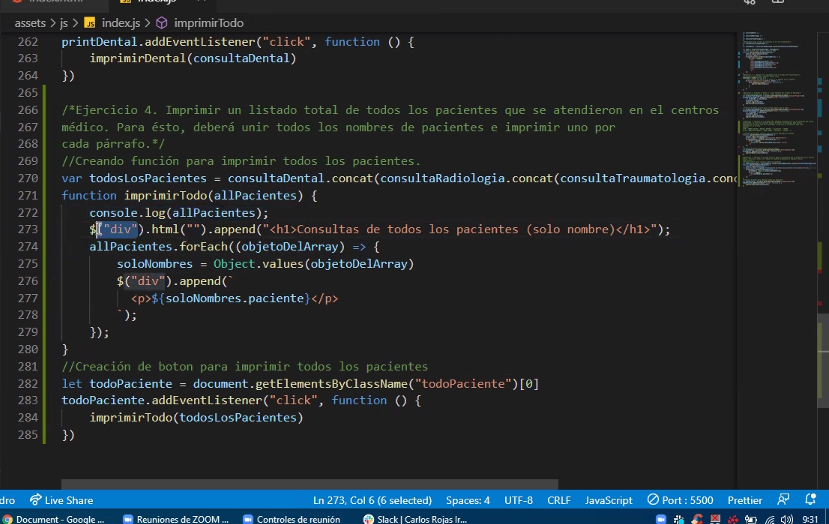 index.html index.js
assets > js > JS index.js > imprimirTodo
262 printDental.addEventListener("click", function () {
263 imprimirDental(consultaDental)
264 })
265
266 /*Ejercicio 4. Imprimir un listado total de todos los pacientes que se atendieron en el centros
267 médico. Para ésto, deberá unir todos los nombres de pacientes e imprimir uno por
268 cada párrafo.*/
269 //Creando función para imprimir todos los pacientes.
270 var todosLosPacientes = consultaDental.concat(consultaRadiologia.concat(consultaTraumatologia.conc
271 function imprimirTodo(allPacientes) {
272 console.log(allPacientes);
273 $("div").html("").append("<h1>Consultas de todos los pacientes (solo nombre)</h1>");
274 allPacientes.forEach((objetoDelArray) => {
275 soloNombres = Object.values(objetoDelArray)
276 $("div").append(`
277 <p>${soloNombres.paciente}</p>
278 `);
279 });
280 }
281 //Creación de boton para imprimir todos los pacientes
282 let todoPaciente = document.getElementsByClassName("todoPaciente")[0]
283 todoPaciente.addEventListener("click", function () {
284 imprimirTodo(todosLosPacientes)
285 })
dro Live Share Ln 273, Col 6 (6 selected) Spaces: 4 UTF-8 CRLF JavaScript Port : 5500 Prettier
Document - Google ... Reuniones de ZOOM ... Controles de reunión Slack | Carlos Rojas Ir... 9:31